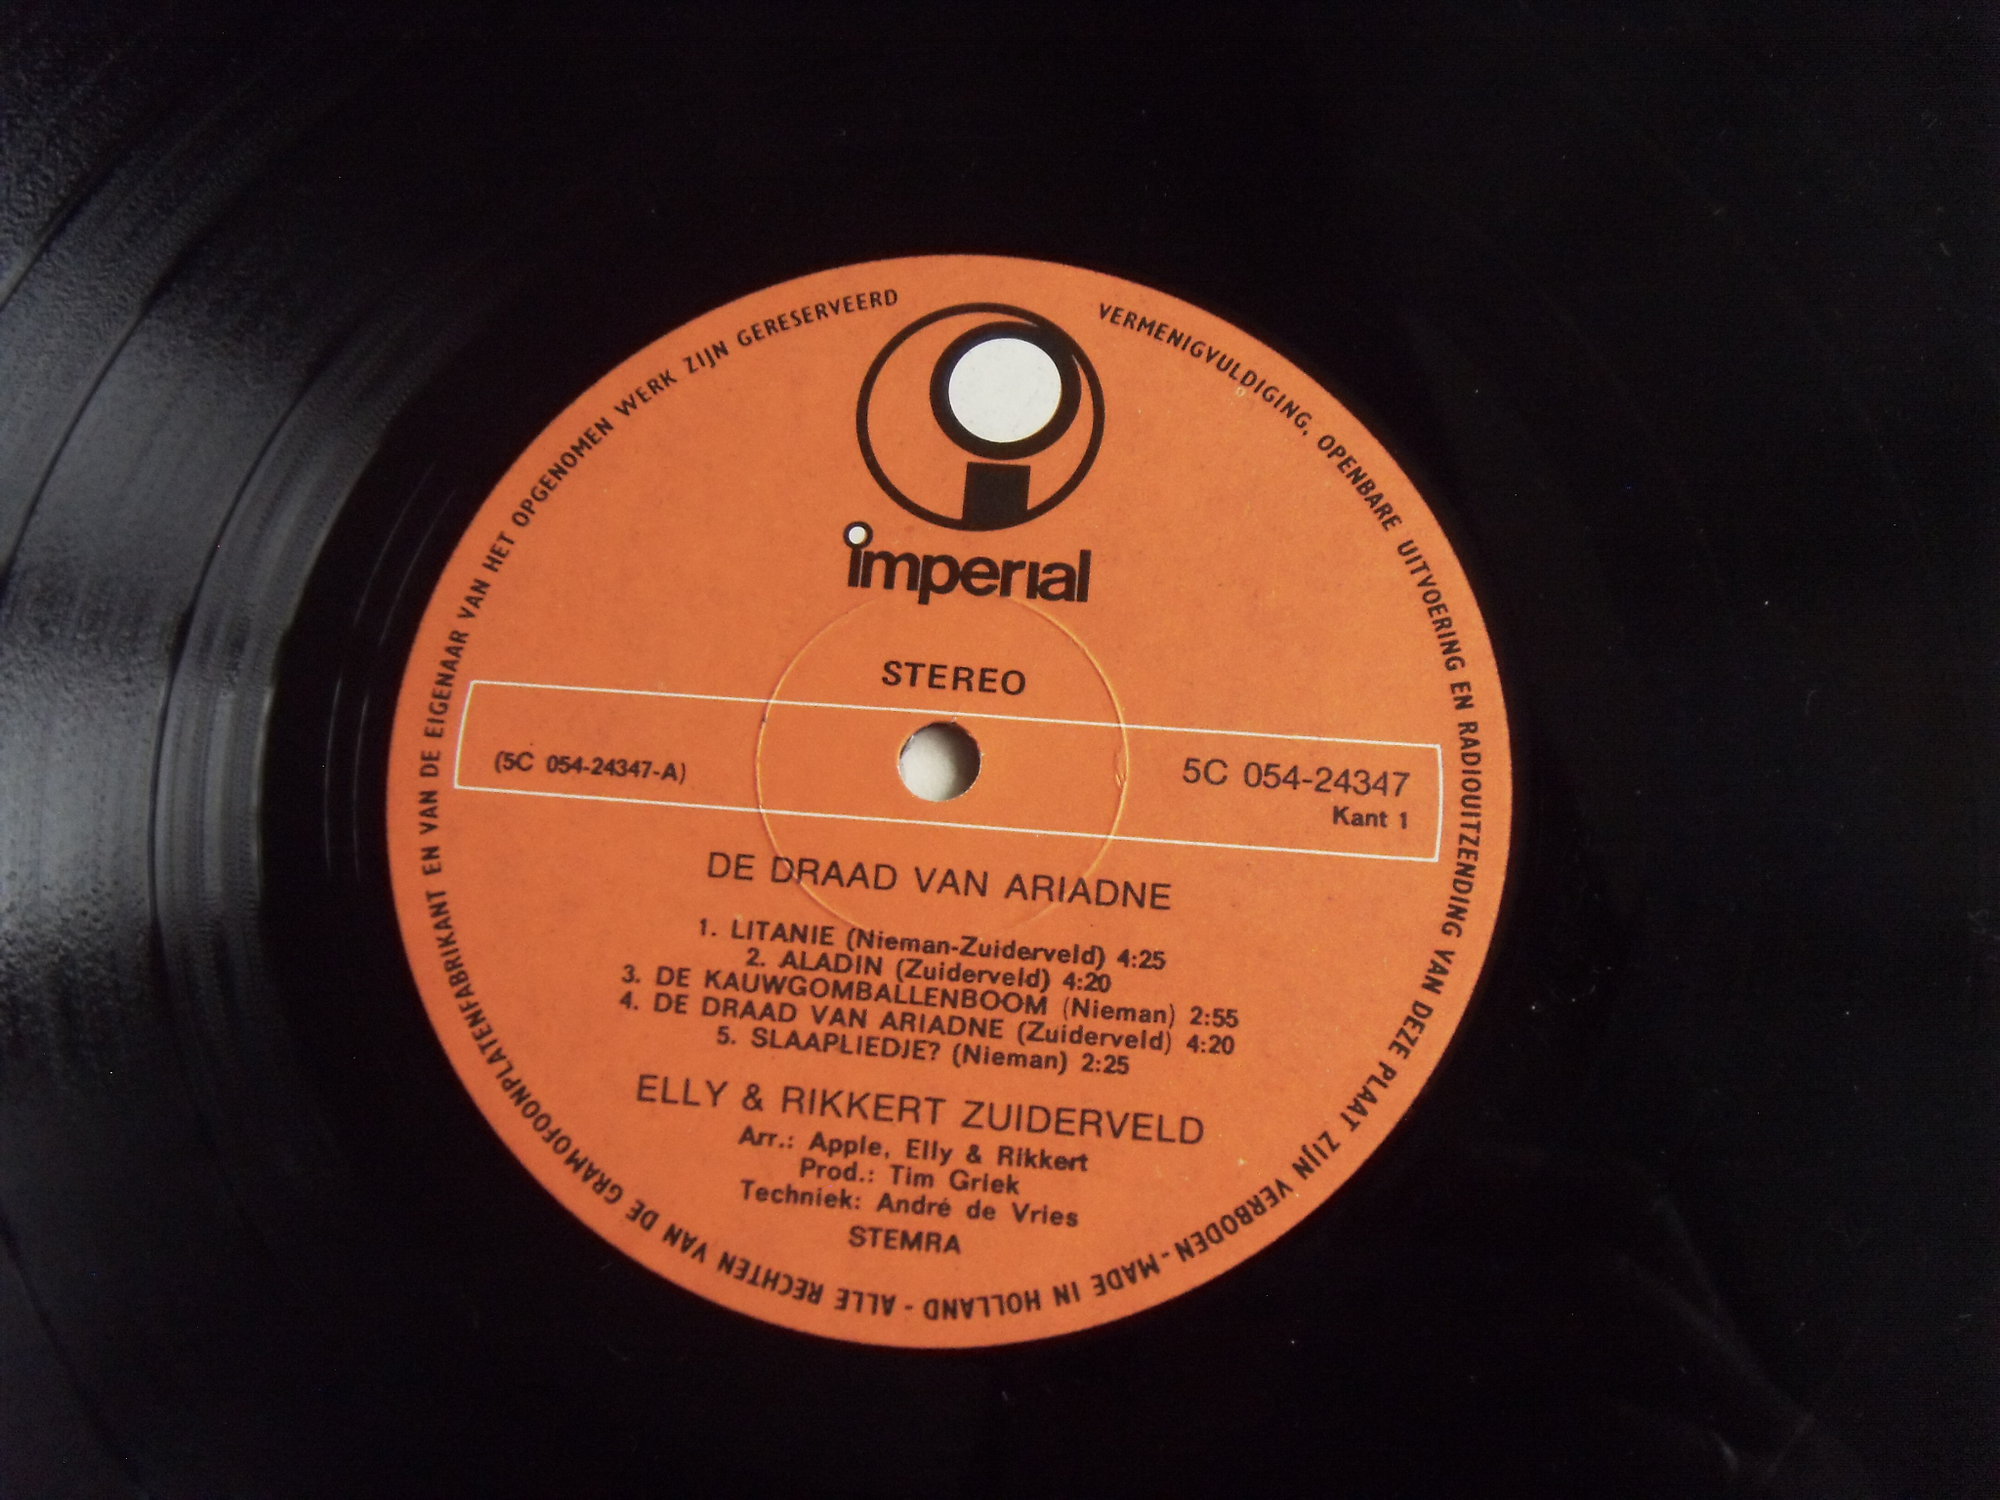 VERMENIGVULDIGING, OPENBARE UITVOERING EN RADIOUITZENDING VAN DEZE PLAAT ZIJN VERBODEN - MADE IN HOLLAND - ALLE RECHTEN VAN DE GRAMOFOONPLATENFABRIKANT EN VAN DE EIGENAAR VAN HET OPGENOMEN WERK ZIJN GERESERVEERD
imperial
STEREO
(5C 054-24347-A)
5C 054-24347
Kant 1
DE DRAAD VAN ARIADNE
1. LITANIE (Nieman-Zuiderveld) 4:25
2. ALADIN (Zuiderveld) 4:20
3. DE KAUWGOMBALLENBOOM (Nieman) 2:55
4. DE DRAAD VAN ARIADNE (Zuiderveld) 4:20
5. SLAAPLIEDJE? (Nieman) 2:25
ELLY & RIKKERT ZUIDERVELD
Arr.: Apple, Elly & Rikkert
Prod.: Tim Griek
Techniek: André de Vries
STEMRA